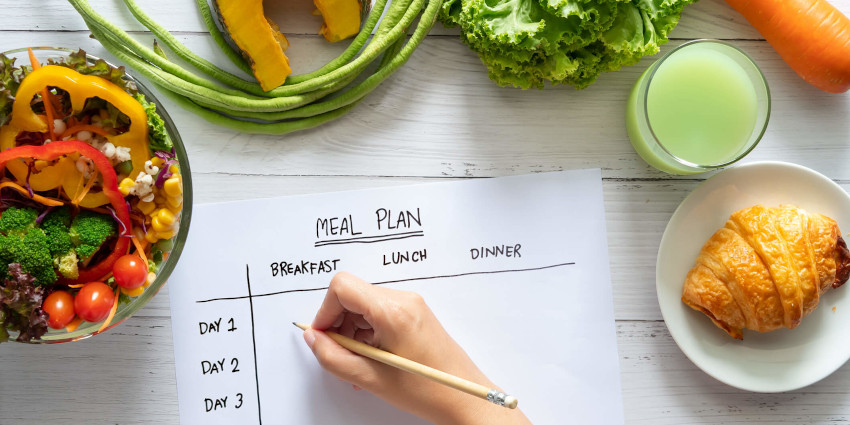 MEAL PLAN
BREAKFAST LUNCH DINNER
DAY 1
DAY 2
DAY 3